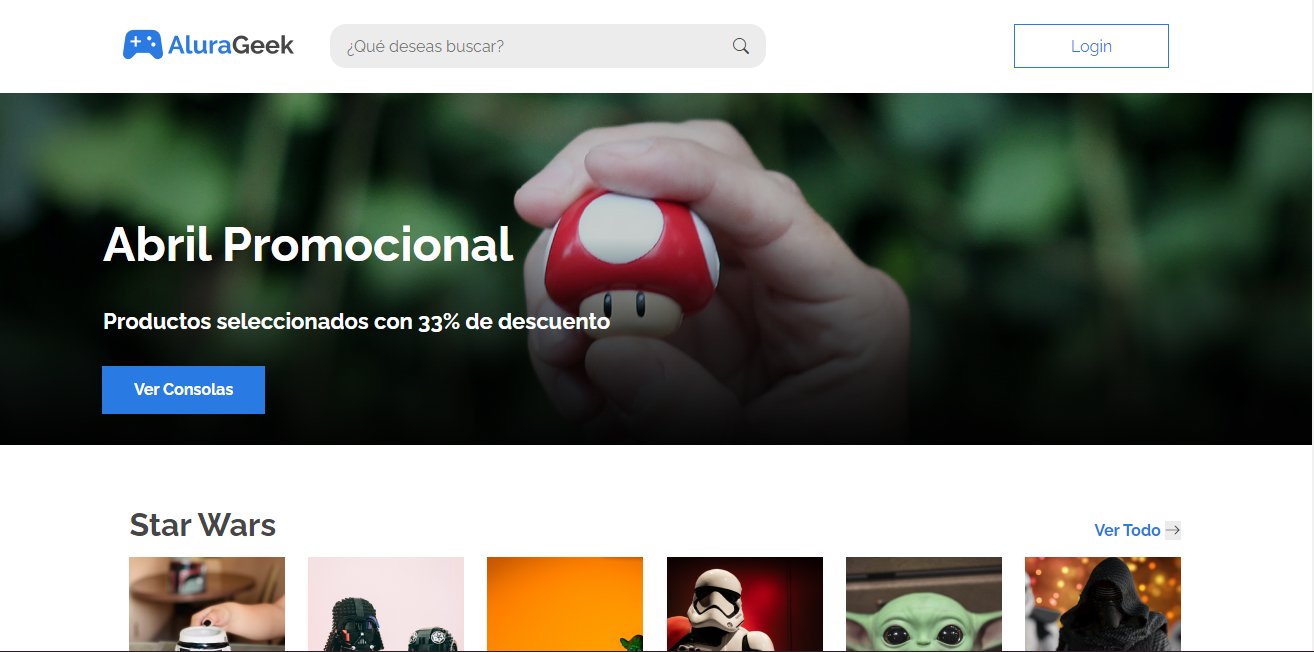 AluraGeek
¿Qué deseas buscar?
Login
Abril Promocional
Productos seleccionados con 33% de descuento
Ver Consolas
Star Wars
Ver Todo